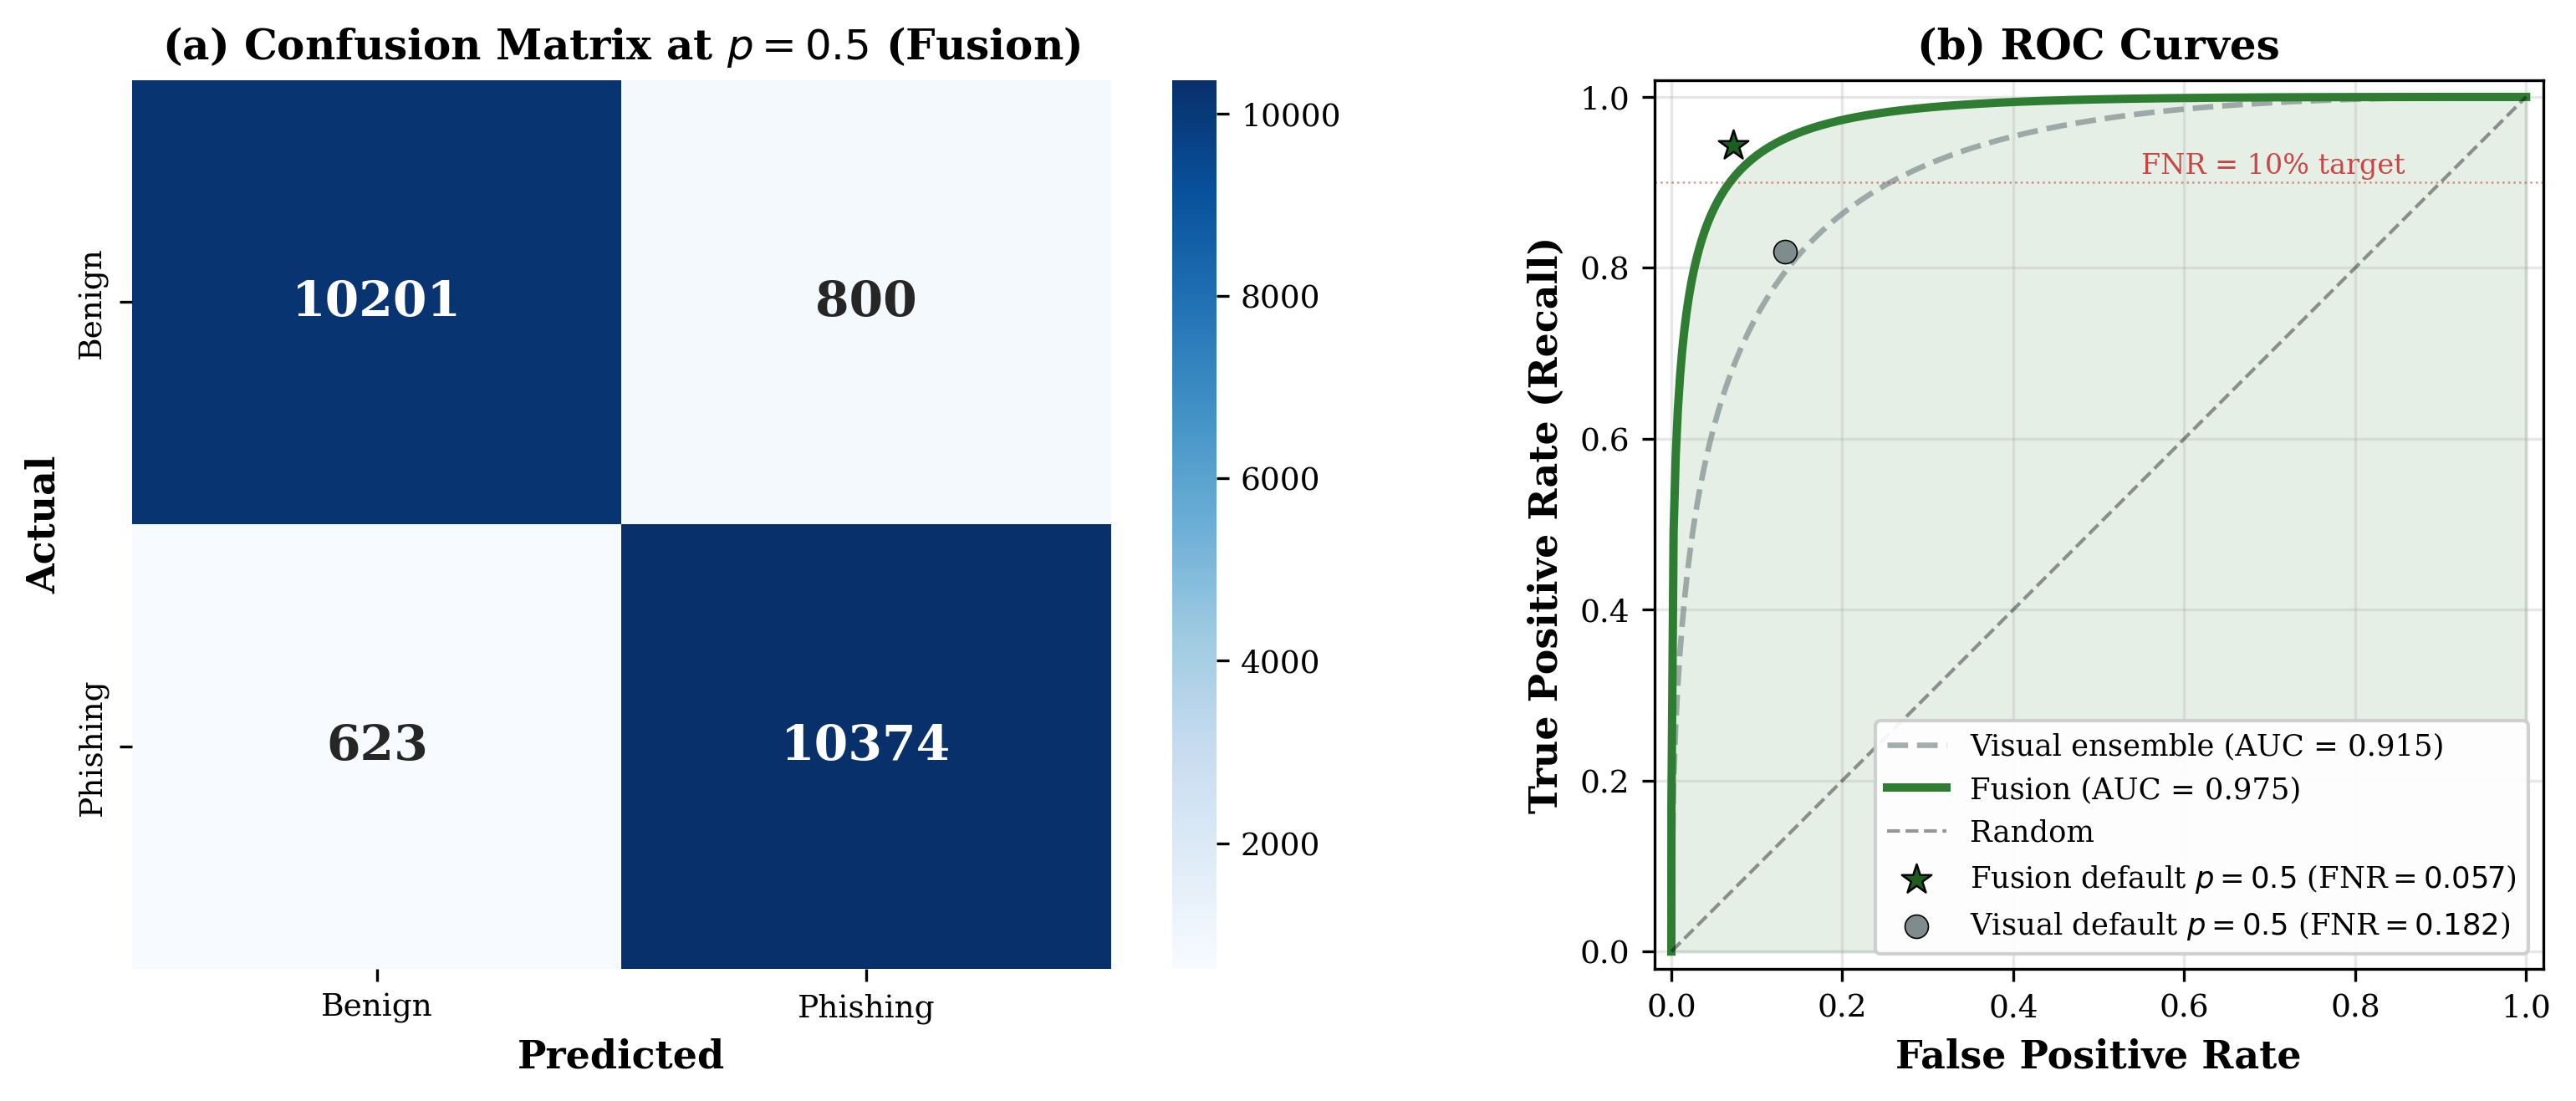 (a) Confusion Matrix at p = 0.5 (Fusion)
Actual
Benign
Phishing
10201
800
623
10374
Benign
Phishing
Predicted
10000
8000
6000
4000
2000
(b) ROC Curves
True Positive Rate (Recall)
1.0
0.8
0.6
0.4
0.2
0.0
FNR = 10% target
Visual ensemble (AUC = 0.915)
Fusion (AUC = 0.975)
Random
Fusion default p = 0.5 (FNR = 0.057)
Visual default p = 0.5 (FNR = 0.182)
0.0
0.2
0.4
0.6
0.8
1.0
False Positive Rate